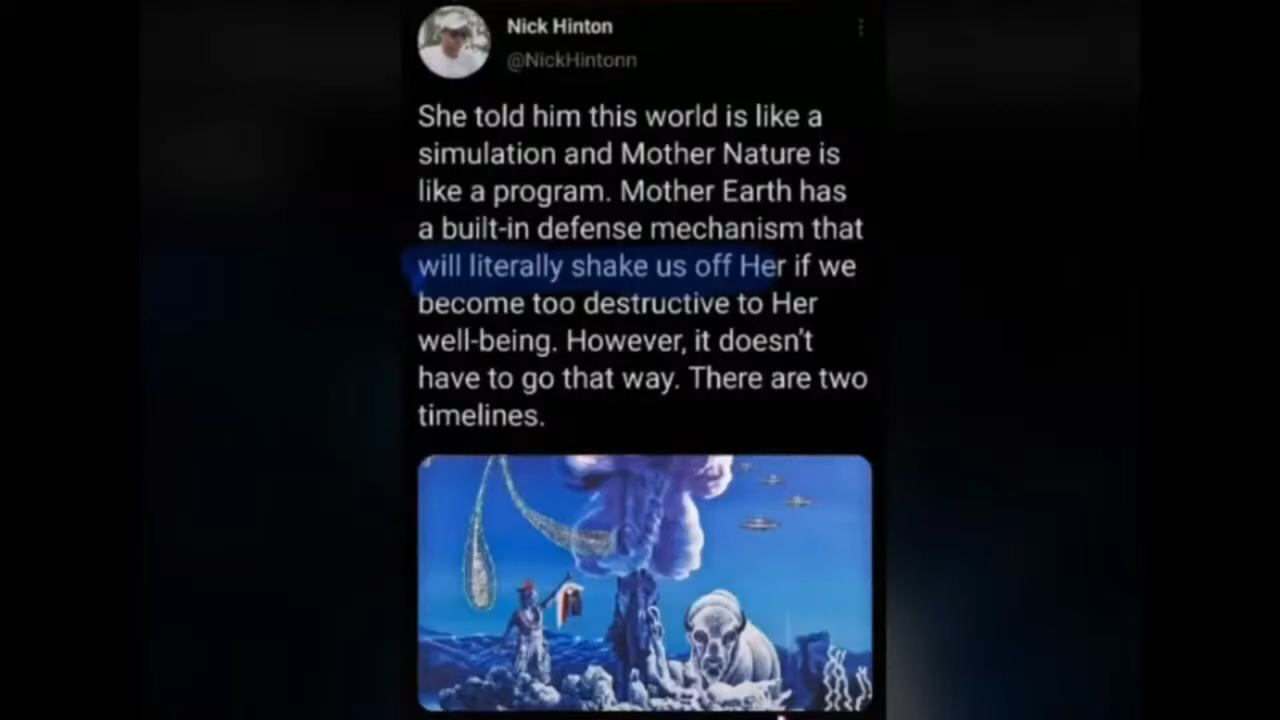 Nick Hinton
@NickHintonn
She told him this world is like a
simulation and Mother Nature is
like a program. Mother Earth has
a built-in defense mechanism that
will literally shake us off Her if we
become too destructive to Her
well-being. However, it doesn't
have to go that way. There are two
timelines.